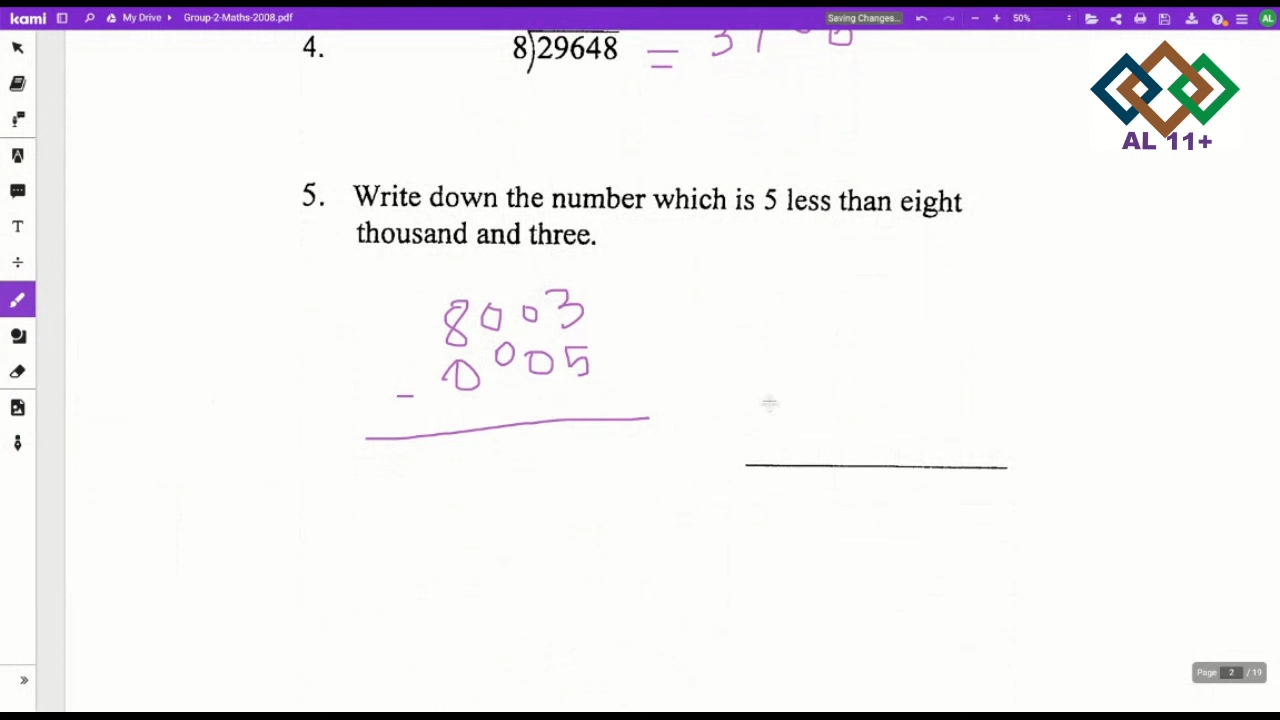 kami My Drive Group-2-Maths-2008.pdf Saving Changes... 50% AL
4. 8)29648 =
AL 11+
5. Write down the number which is 5 less than eight
thousand and three.
8003
0005
-
Page 2 / 19